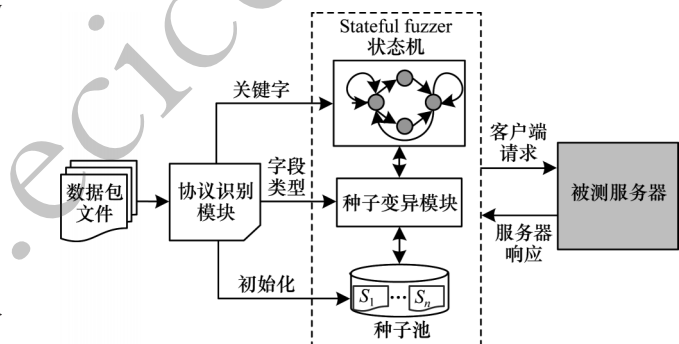 .ecice
Stateful fuzzer
状态机
关键字
客户端
请求
数据包
文件
协议识别
模块
字段
类型
种子变异模块
被测服务器
服务器
响应
初始化
S1 ··· Sn
种子池